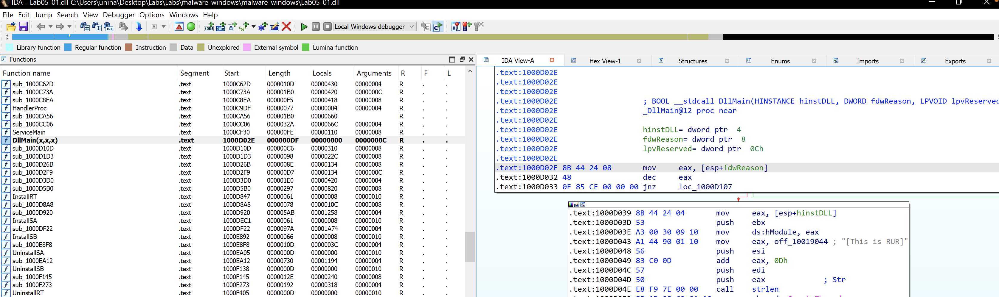 IDA - Lab05-01.dll C:\Users\unina\Desktop\Labs\Labs\malware-windows\malware-windows\Lab05-01.dll
File Edit Jump Search View Debugger Options Windows Help
Local Windows debugger
Library function Regular function Instruction Data Unexplored External symbol Lumina function
Functions
Function name Segment Start Length Locals Arguments R F L
sub_1000C62D .text 1000C62D 0000010D 00000430 00000004 R . .
sub_1000C73A .text 1000C73A 000001B0 00000420 0000000C R . .
sub_1000C8EA .text 1000C8EA 000000F5 00000418 00000008 R . .
HandlerProc .text 1000C9DF 00000077 00000004 00000004 R . .
sub_1000CA56 .text 1000CA56 000001B0 00000660 R . .
sub_1000CC06 .text 1000CC06 0000032A 0000066C 00000004 R . .
ServiceMain .text 1000CF30 000000FE 00000110 00000008 R . .
DllMain(x,x,x) .text 1000D02E 000000DF 00000000 0000000C R . .
sub_1000D10D .text 1000D10D 000000C6 00000310 00000008 R . .
sub_1000D1D3 .text 1000D1D3 00000098 0000022C 00000008 R . .
sub_1000D26B .text 1000D26B 0000008E 00000134 00000008 R . .
sub_1000D2F9 .text 1000D2F9 000000D7 00000134 0000000C R . .
sub_1000D3D0 .text 1000D3D0 000001E0 00000420 00000004 R . .
sub_1000D5B0 .text 1000D5B0 00000297 00000820 00000008 R . .
InstallRT .text 1000D847 00000061 00000008 00000010 R . .
sub_1000D8A8 .text 1000D8A8 00000078 0000010C 00000008 R . .
sub_1000D920 .text 1000D920 000005AB 00001258 00000004 R . .
InstallSA .text 1000DEC1 00000061 00000008 00000010 R . .
sub_1000DF22 .text 1000DF22 0000097A 00001A74 00000004 R . .
InstallSB .text 1000E892 00000066 00000008 00000010 R . .
sub_1000E8F8 .text 1000E8F8 0000010D 0000003C 00000004 R . .
UninstallSA .text 1000EA05 0000000D 00000000 00000010 R . .
sub_1000EA12 .text 1000EA12 00000730 00001194 00000004 R . .
UninstallSB .text 1000F138 0000000D 00000000 00000010 R . .
sub_1000F145 .text 1000F145 0000012E 00000240 00000008 R . .
sub_1000F273 .text 1000F273 00000192 00000318 00000004 R . .
UninstallRT .text 1000F405 0000000D 00000000 00000010 R . .
IDA View-A Hex View-1 Structures Enums Imports Exports
.text:1000D02E
.text:1000D02E
.text:1000D02E
.text:1000D02E ; BOOL __stdcall DllMain(HINSTANCE hinstDLL, DWORD fdwReason, LPVOID lpvReserved
.text:1000D02E _DllMain@12 proc near
.text:1000D02E
.text:1000D02E hinstDLL= dword ptr 4
.text:1000D02E fdwReason= dword ptr 8
.text:1000D02E lpvReserved= dword ptr 0Ch
.text:1000D02E
.text:1000D02E 8B 44 24 08 mov eax, [esp+fdwReason]
.text:1000D032 48 dec eax
.text:1000D033 0F 85 CE 00 00 00 jnz loc_1000D107
.text:1000D039 8B 44 24 04 mov eax, [esp+hinstDLL]
.text:1000D03D 53 push ebx
.text:1000D03E A3 00 30 09 10 mov ds:hModule, eax
.text:1000D043 A1 44 90 01 10 mov eax, off_10019044 ; "[This is RUR]"
.text:1000D048 56 push esi
.text:1000D049 83 C0 0D add eax, 0Dh
.text:1000D04C 57 push edi
.text:1000D04D 50 push eax ; Str
.text:1000D04E E8 F9 7E 00 00 call strlen